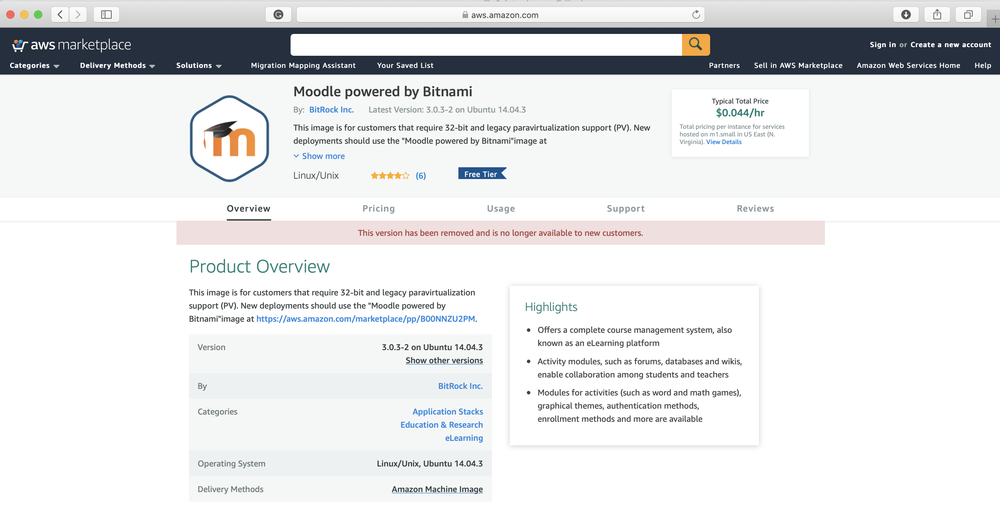 aws.amazon.com
aws marketplace
Sign in or Create a new account
Categories Delivery Methods Solutions Migration Mapping Assistant Your Saved List Partners Sell in AWS Marketplace Amazon Web Services Home Help
Moodle powered by Bitnami
By: BitRock Inc. Latest Version: 3.0.3-2 on Ubuntu 14.04.3
This image is for customers that require 32-bit and legacy paravirtualization support (PV). New
deployments should use the "Moodle powered by Bitnami"image at
Show more
Linux/Unix (6) Free Tier
Typical Total Price
$0.044/hr
Total pricing per instance for services
hosted on m1.small in US East (N.
Virginia). View Details
m
Overview Pricing Usage Support Reviews
This version has been removed and is no longer available to new customers.
Product Overview
This image is for customers that require 32-bit and legacy paravirtualization
support (PV). New deployments should use the "Moodle powered by
Bitnami"image at https://aws.amazon.com/marketplace/pp/B00NNZU2PM.
Version 3.0.3-2 on Ubuntu 14.04.3
Show other versions
By BitRock Inc.
Categories Application Stacks
Education & Research
eLearning
Operating System Linux/Unix, Ubuntu 14.04.3
Delivery Methods Amazon Machine Image
Highlights
Offers a complete course management system, also
known as an eLearning platform
Activity modules, such as forums, databases and wikis,
enable collaboration among students and teachers
Modules for activities (such as word and math games),
graphical themes, authentication methods,
enrollment methods and more are available